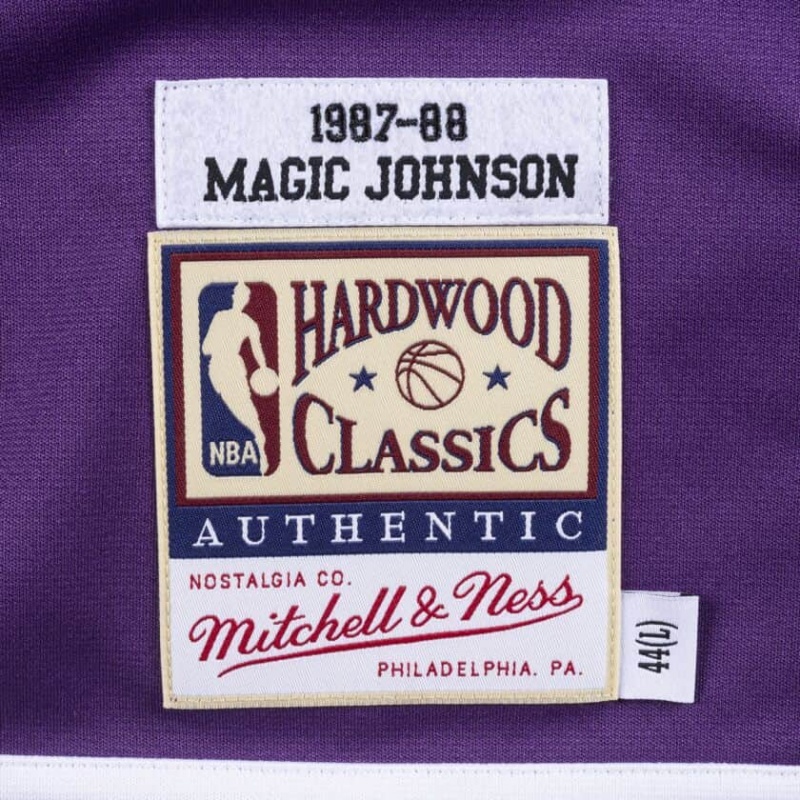 1987-88
MAGIC JOHNSON
HARDWOOD
CLASSICS
NBA
AUTHENTIC
NOSTALGIA CO.
Mitchell & Ness
PHILADELPHIA. PA.
44(L)